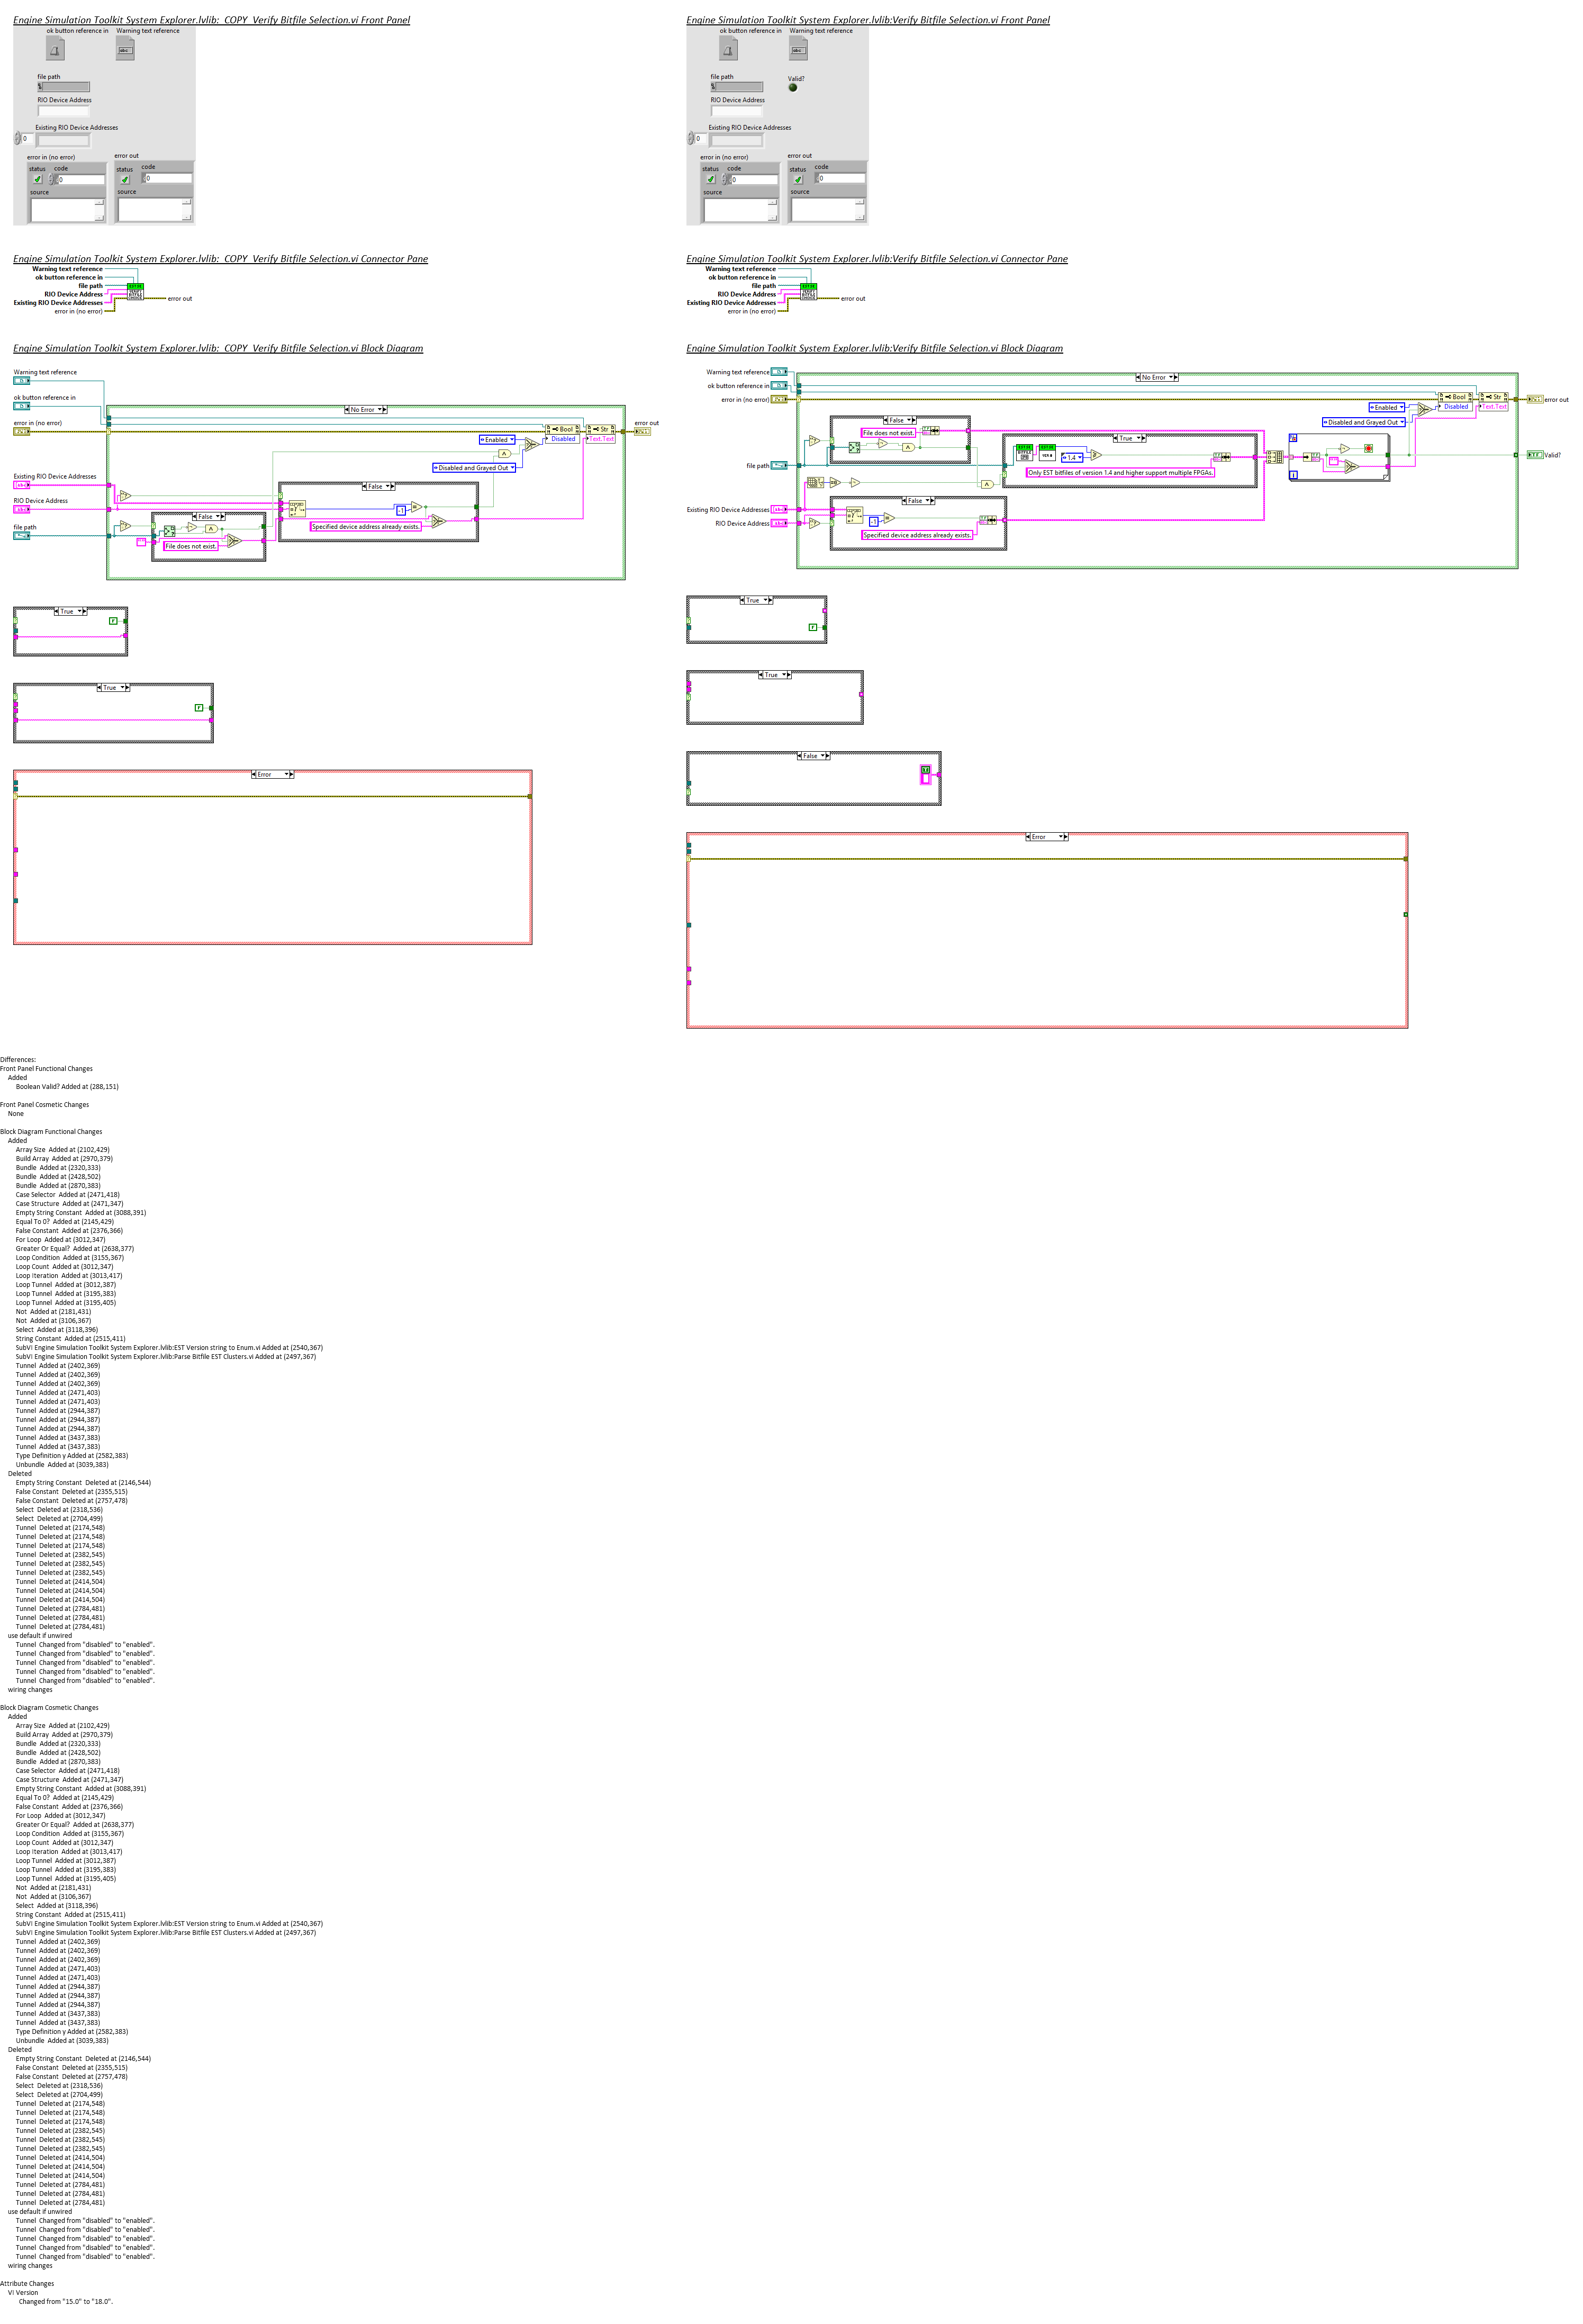 Engine Simulation Toolkit System Explorer.lvlib:_COPY_Verify Bitfile Selection.vi Front Panel
ok button reference in
Warning text reference
file path
RIO Device Address
Existing RIO Device Addresses
0
error in (no error)
error out
status
code
0
status
code
0
source
source
Engine Simulation Toolkit System Explorer.lvlib:Verify Bitfile Selection.vi Front Panel
ok button reference in
Warning text reference
file path
Valid?
RIO Device Address
Existing RIO Device Addresses
0
error in (no error)
error out
status
code
0
status
code
0
source
source
Engine Simulation Toolkit System Explorer.lvlib:_COPY_Verify Bitfile Selection.vi Connector Pane
Warning text reference
ok button reference in
file path
RIO Device Address
Existing RIO Device Addresses
error in (no error)
error out
Engine Simulation Toolkit System Explorer.lvlib:Verify Bitfile Selection.vi Connector Pane
Warning text reference
ok button reference in
file path
RIO Device Address
Existing RIO Device Addresses
error in (no error)
error out
Engine Simulation Toolkit System Explorer.lvlib:_COPY_Verify Bitfile Selection.vi Block Diagram
Warning text reference
ok button reference in
error in (no error)
Existing RIO Device Addresses
RIO Device Address
file path
No Error
Bool
Disabled
Str
Text.Text
error out
Enabled
Disabled and Grayed Out
False
-1
Specified device address already exists.
False
File does not exist.
True
F
True
F
Error
Engine Simulation Toolkit System Explorer.lvlib:Verify Bitfile Selection.vi Block Diagram
Warning text reference
ok button reference in
error in (no error)
file path
Existing RIO Device Addresses
RIO Device Address
No Error
Bool
Disabled
Str
Text.Text
error out
Enabled
Disabled and Grayed Out
Valid?
False
File does not exist.
True
1.4
Only EST bitfiles of version 1.4 and higher support multiple FPGAs.
False
-1
Specified device address already exists.
True
F
True
False
Error
Differences:
Front Panel Functional Changes
Added
Boolean Valid? Added at (288,151)
Front Panel Cosmetic Changes
None
Block Diagram Functional Changes
Added
Array Size  Added at (2102,429)
Build Array  Added at (2970,379)
Bundle  Added at (2320,333)
Bundle  Added at (2428,502)
Bundle  Added at (2870,383)
Case Selector  Added at (2471,418)
Case Structure  Added at (2471,347)
Empty String Constant  Added at (3088,391)
Equal To 0?  Added at (2145,429)
False Constant  Added at (2376,366)
For Loop  Added at (3012,347)
Greater Or Equal?  Added at (2638,377)
Loop Condition  Added at (3155,367)
Loop Count  Added at (3012,347)
Loop Iteration  Added at (3013,417)
Loop Tunnel  Added at (3012,387)
Loop Tunnel  Added at (3195,383)
Loop Tunnel  Added at (3195,405)
Not  Added at (2181,431)
Not  Added at (3106,367)
Select  Added at (3118,396)
String Constant  Added at (2515,411)
SubVI Engine Simulation Toolkit System Explorer.lvlib:EST Version string to Enum.vi Added at (2540,367)
SubVI Engine Simulation Toolkit System Explorer.lvlib:Parse Bitfile EST Clusters.vi Added at (2497,367)
Tunnel  Added at (2402,369)
Tunnel  Added at (2402,369)
Tunnel  Added at (2402,369)
Tunnel  Added at (2471,403)
Tunnel  Added at (2471,403)
Tunnel  Added at (2944,387)
Tunnel  Added at (2944,387)
Tunnel  Added at (2944,387)
Tunnel  Added at (3437,383)
Tunnel  Added at (3437,383)
Type Definition y Added at (2582,383)
Unbundle  Added at (3039,383)
Deleted
Empty String Constant  Deleted at (2146,544)
False Constant  Deleted at (2355,515)
False Constant  Deleted at (2757,478)
Select  Deleted at (2318,536)
Select  Deleted at (2704,499)
Tunnel  Deleted at (2174,548)
Tunnel  Deleted at (2174,548)
Tunnel  Deleted at (2174,548)
Tunnel  Deleted at (2382,545)
Tunnel  Deleted at (2382,545)
Tunnel  Deleted at (2382,545)
Tunnel  Deleted at (2414,504)
Tunnel  Deleted at (2414,504)
Tunnel  Deleted at (2414,504)
Tunnel  Deleted at (2784,481)
Tunnel  Deleted at (2784,481)
Tunnel  Deleted at (2784,481)
use default if unwired
Tunnel  Changed from "disabled" to "enabled".
Tunnel  Changed from "disabled" to "enabled".
Tunnel  Changed from "disabled" to "enabled".
Tunnel  Changed from "disabled" to "enabled".
Tunnel  Changed from "disabled" to "enabled".
wiring changes
Block Diagram Cosmetic Changes
Added
Array Size  Added at (2102,429)
Build Array  Added at (2970,379)
Bundle  Added at (2320,333)
Bundle  Added at (2428,502)
Bundle  Added at (2870,383)
Case Selector  Added at (2471,418)
Case Structure  Added at (2471,347)
Empty String Constant  Added at (3088,391)
Equal To 0?  Added at (2145,429)
False Constant  Added at (2376,366)
For Loop  Added at (3012,347)
Greater Or Equal?  Added at (2638,377)
Loop Condition  Added at (3155,367)
Loop Count  Added at (3012,347)
Loop Iteration  Added at (3013,417)
Loop Tunnel  Added at (3012,387)
Loop Tunnel  Added at (3195,383)
Loop Tunnel  Added at (3195,405)
Not  Added at (2181,431)
Not  Added at (3106,367)
Select  Added at (3118,396)
String Constant  Added at (2515,411)
SubVI Engine Simulation Toolkit System Explorer.lvlib:EST Version string to Enum.vi Added at (2540,367)
SubVI Engine Simulation Toolkit System Explorer.lvlib:Parse Bitfile EST Clusters.vi Added at (2497,367)
Tunnel  Added at (2402,369)
Tunnel  Added at (2402,369)
Tunnel  Added at (2402,369)
Tunnel  Added at (2471,403)
Tunnel  Added at (2471,403)
Tunnel  Added at (2944,387)
Tunnel  Added at (2944,387)
Tunnel  Added at (2944,387)
Tunnel  Added at (3437,383)
Tunnel  Added at (3437,383)
Type Definition y Added at (2582,383)
Unbundle  Added at (3039,383)
Deleted
Empty String Constant  Deleted at (2146,544)
False Constant  Deleted at (2355,515)
False Constant  Deleted at (2757,478)
Select  Deleted at (2318,536)
Select  Deleted at (2704,499)
Tunnel  Deleted at (2174,548)
Tunnel  Deleted at (2174,548)
Tunnel  Deleted at (2174,548)
Tunnel  Deleted at (2382,545)
Tunnel  Deleted at (2382,545)
Tunnel  Deleted at (2382,545)
Tunnel  Deleted at (2414,504)
Tunnel  Deleted at (2414,504)
Tunnel  Deleted at (2414,504)
Tunnel  Deleted at (2784,481)
Tunnel  Deleted at (2784,481)
Tunnel  Deleted at (2784,481)
use default if unwired
Tunnel  Changed from "disabled" to "enabled".
Tunnel  Changed from "disabled" to "enabled".
Tunnel  Changed from "disabled" to "enabled".
Tunnel  Changed from "disabled" to "enabled".
Tunnel  Changed from "disabled" to "enabled".
wiring changes
Attribute Changes
VI Version
Changed from "15.0" to "18.0".